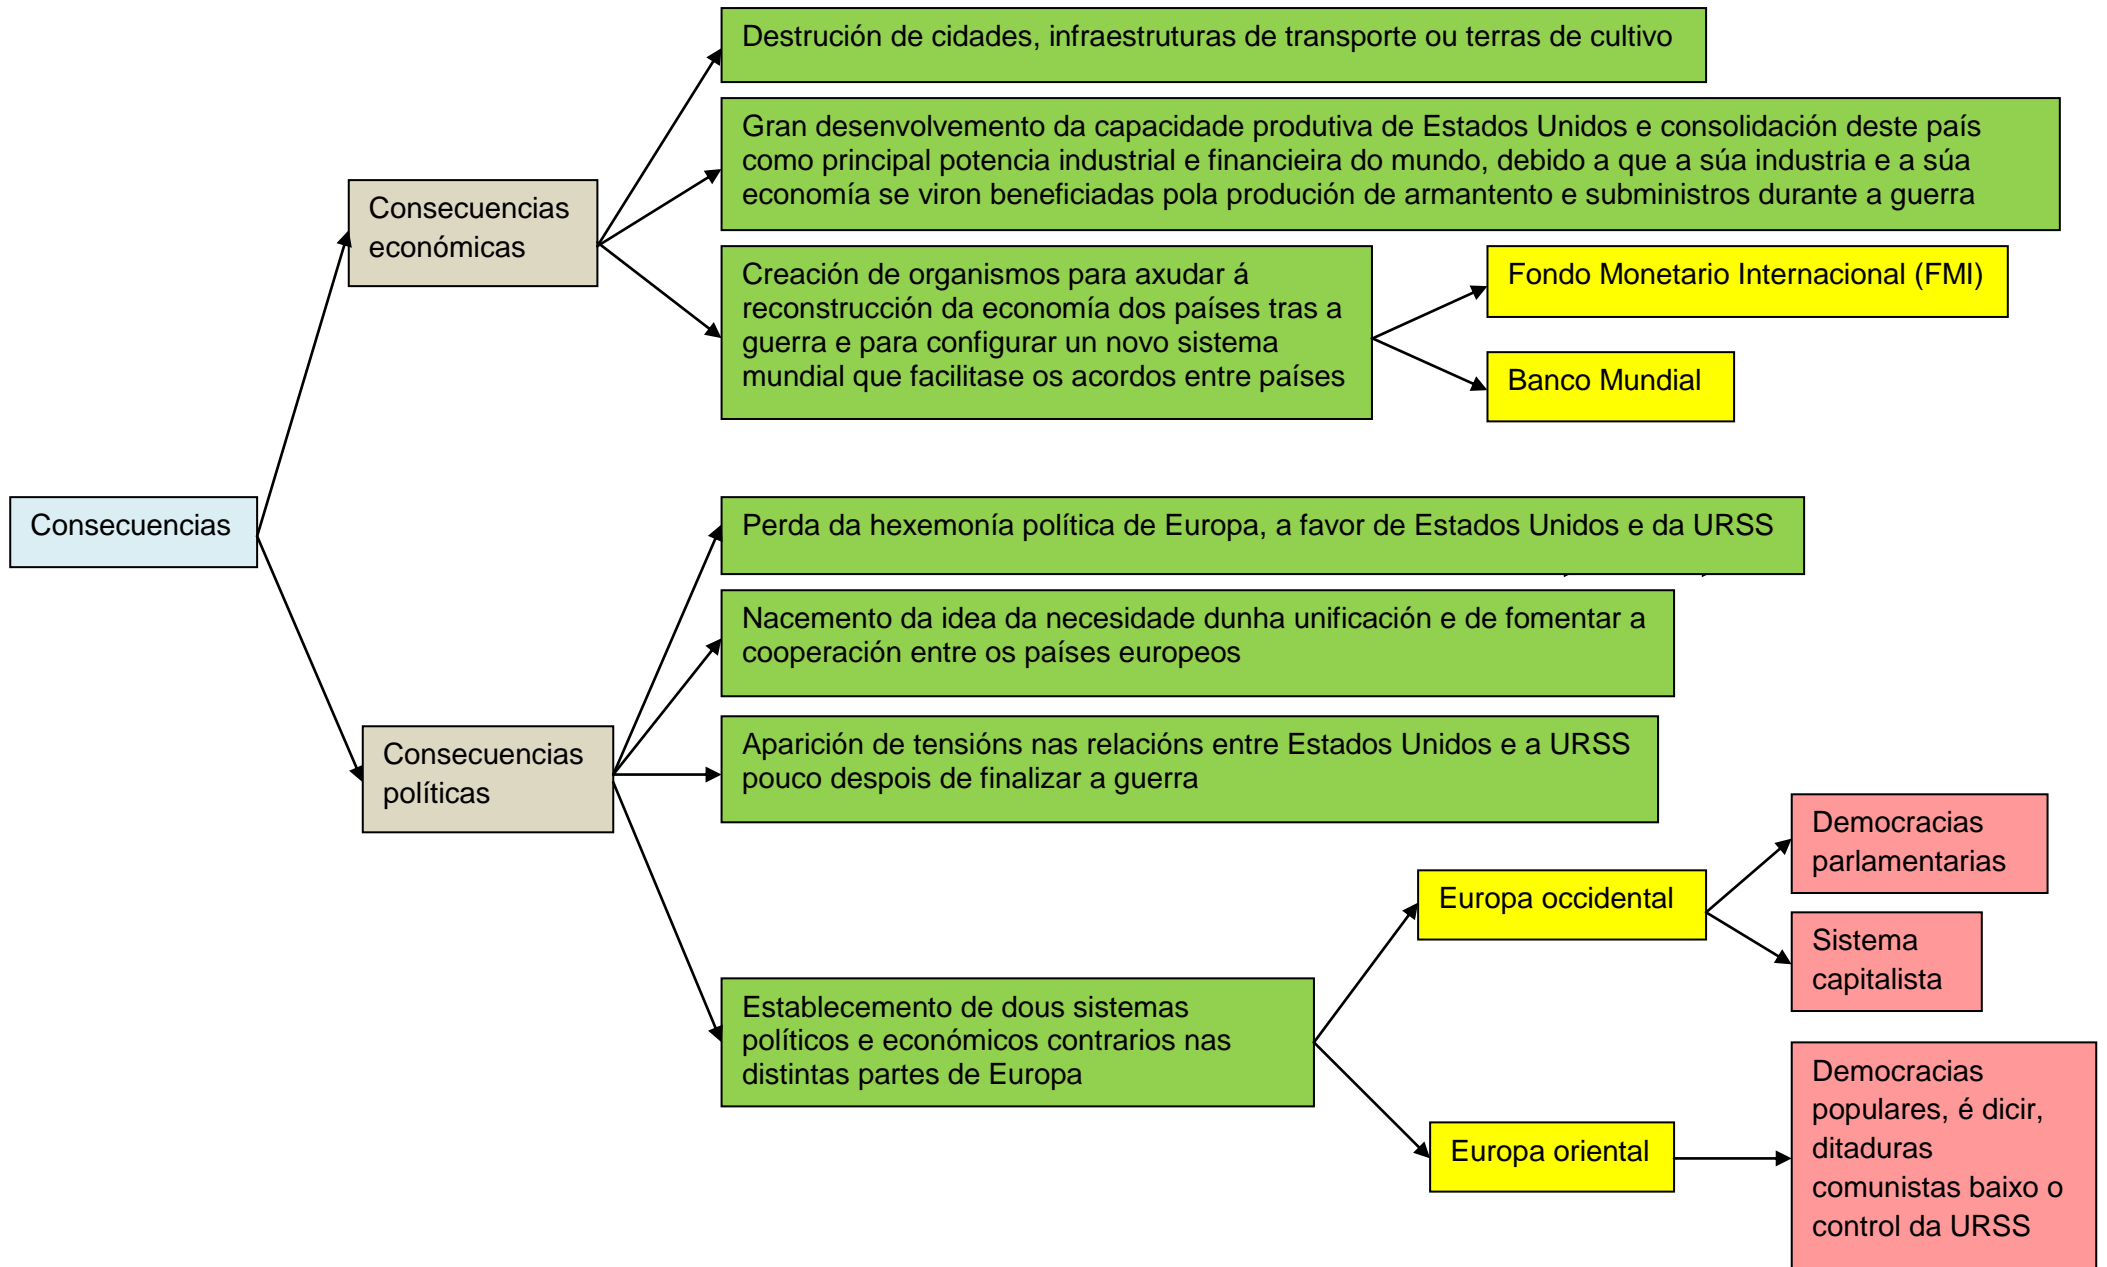 Destrución de cidades, infraestruturas de transporte ou terras de cultivo
Gran desenvolvemento da capacidade produtiva de Estados Unidos e consolidación deste país
como principal potencia industrial e financieira do mundo, debido a que a súa industria e a súa
economía se viron beneficiadas pola produción de armantento e subministros durante a guerra
Consecuencias
económicas
Creación de organismos para axudar á
reconstrucción da economía dos países tras a
guerra e para configurar un novo sistema
mundial que facilitase os acordos entre países
Fondo Monetario Internacional (FMI)
Banco Mundial
Consecuencias
Perda da hexemonía política de Europa, a favor de Estados Unidos e da URSS
Nacemento da idea da necesidade dunha unificación e de fomentar a
cooperación entre os países europeos
Consecuencias
políticas
Aparición de tensións nas relacións entre Estados Unidos e a URSS
pouco despois de finalizar a guerra
Establecemento de dous sistemas
políticos e económicos contrarios nas
distintas partes de Europa
Europa occidental
Democracias
parlamentarias
Sistema
capitalista
Europa oriental
Democracias
populares, é dicir,
ditaduras
comunistas baixo o
control da URSS